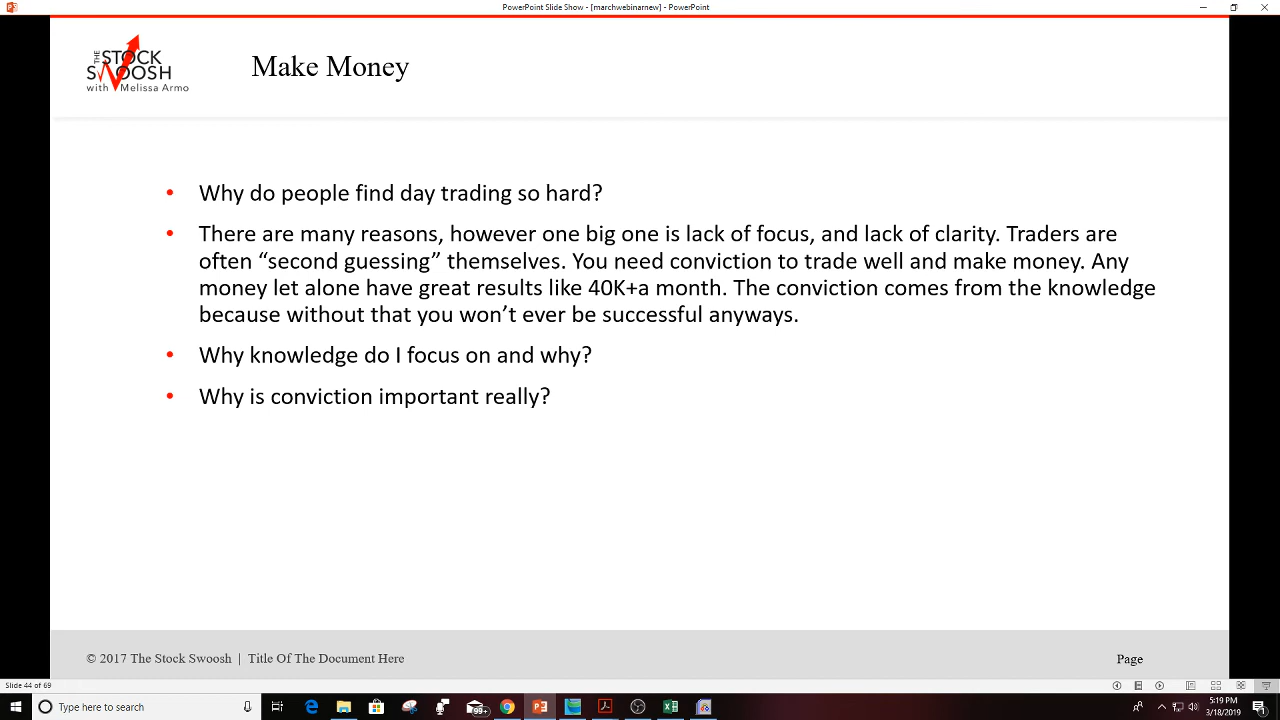 PowerPoint Slide Show - [marchwebinarnew] - PowerPoint
THE STOCK
SWOOSH
with Melissa Armo
Make Money
• Why do people find day trading so hard?
• There are many reasons, however one big one is lack of focus, and lack of clarity. Traders are
often “second guessing” themselves. You need conviction to trade well and make money. Any
money let alone have great results like 40K+a month. The conviction comes from the knowledge
because without that you won’t ever be successful anyways.
• Why knowledge do I focus on and why?
• Why is conviction important really?
© 2017 The Stock Swoosh | Title Of The Document Here
Page
Slide 44 of 69
Type here to search
99+
5:19 PM
3/18/2019